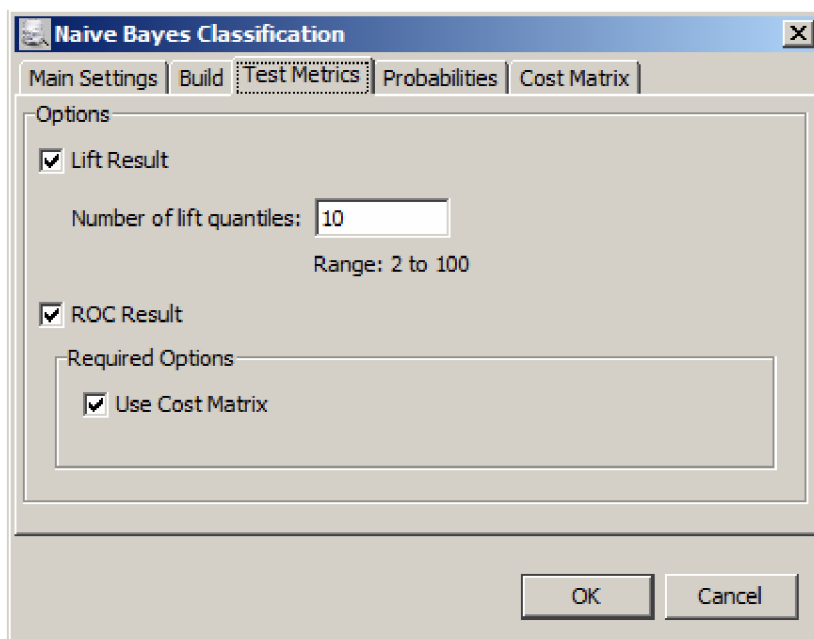 Naive Bayes Classification
Main Settings Build Test Metrics Probabilities Cost Matrix
Options
Lift Result
Number of lift quantiles: 10
Range: 2 to 100
ROC Result
Required Options
Use Cost Matrix
OK Cancel